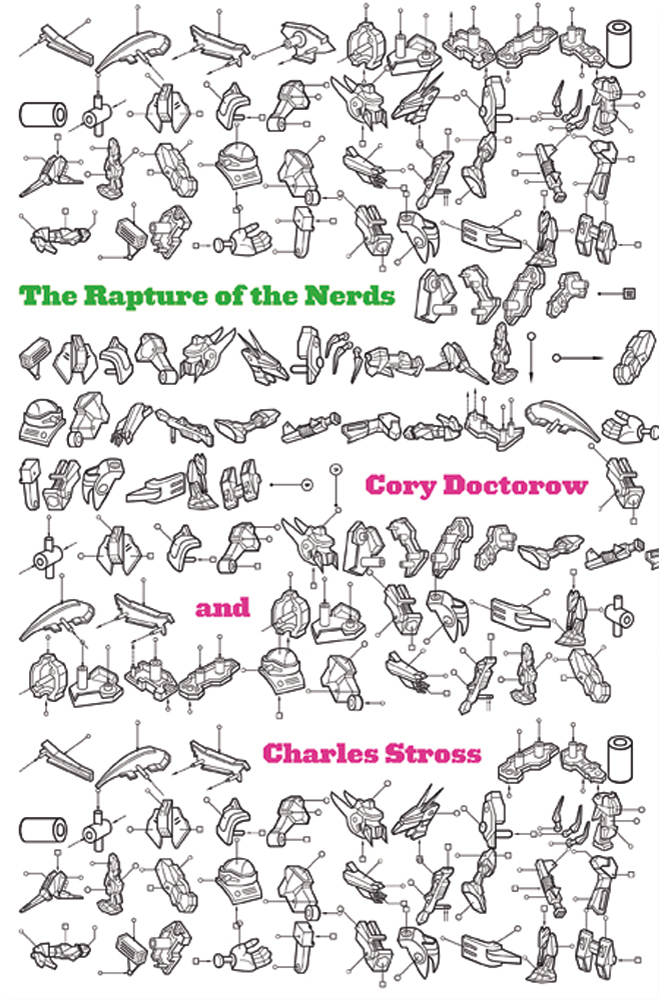 The Rapture of the Nerds
Cory Doctorow
and
Charles Stross